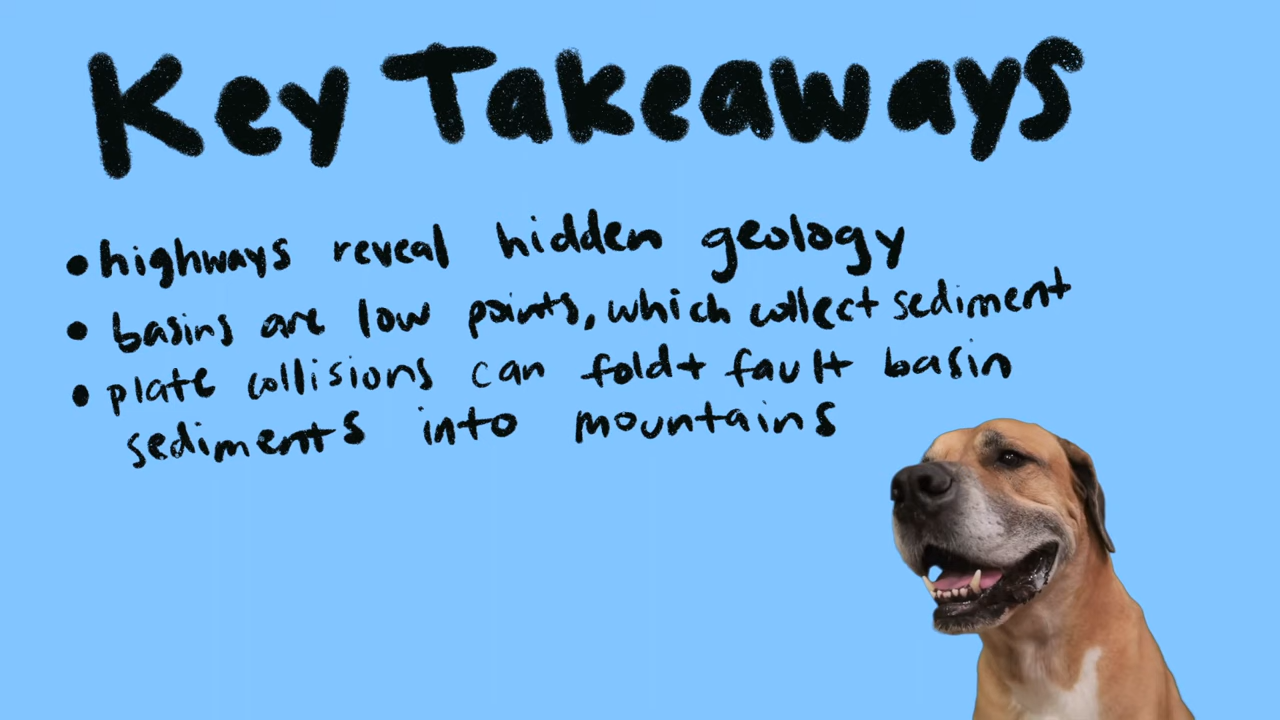 Key Takeaways
• highways reveal hidden geology
• basins are low points, which collect sediment
• plate collisions can fold + fault basin
sediments into mountains